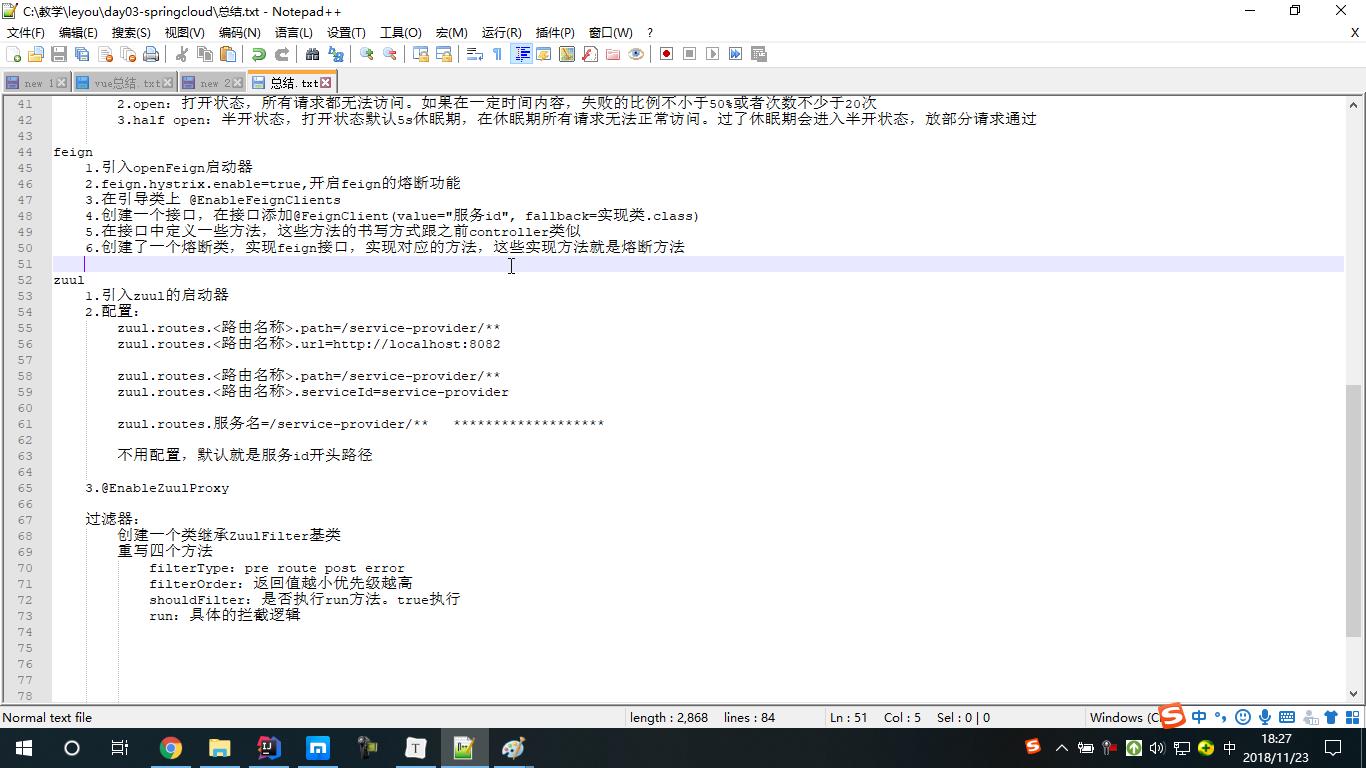 C:\教学\leyou\day03-springcloud\总结.txt - Notepad++
文件(F) 编辑(E) 搜索(S) 视图(V) 编码(N) 语言(L) 设置(T) 工具(O) 宏(M) 运行(R) 插件(P) 窗口(W) ? X
new 1 vue总结.txt new 2 总结.txt
41 2.open: 打开状态，所有请求都无法访问。如果在一定时间内容，失败的比例不小于50%或者次数不少于20次
42 3.half open: 半开状态，打开状态默认5s休眠期，在休眠期所有请求无法正常访问。过了休眠期会进入半开状态，放部分请求通过
43
44 feign
45 1.引入openFeign启动器
46 2.feign.hystrix.enable=true,开启feign的熔断功能
47 3.在引导类上 @EnableFeignClients
48 4.创建一个接口，在接口添加@FeignClient(value="服务id", fallback=实现类.class)
49 5.在接口中定义一些方法，这些方法的书写方式跟之前controller类似
50 6.创建了一个熔断类，实现feign接口，实现对应的方法，这些实现方法就是熔断方法
51
52 zuul
53 1.引入zuul的启动器
54 2.配置：
55 zuul.routes.<路由名称>.path=/service-provider/**
56 zuul.routes.<路由名称>.url=http://localhost:8082
57
58 zuul.routes.<路由名称>.path=/service-provider/**
59 zuul.routes.<路由名称>.serviceId=service-provider
60
61 zuul.routes.服务名=/service-provider/** *******************
62
63 不用配置，默认就是服务id开头路径
64
65 3.@EnableZuulProxy
66
67 过滤器：
68 创建一个类继承ZuulFilter基类
69 重写四个方法
70 filterType: pre route post error
71 filterOrder: 返回值越小优先级越高
72 shouldFilter: 是否执行run方法。true执行
73 run: 具体的拦截逻辑
74
75
76
77
78
Normal text file length : 2,868 lines : 84 Ln : 51 Col : 5 Sel : 0 | 0 Windows (C 中
中 18:27
2018/11/23